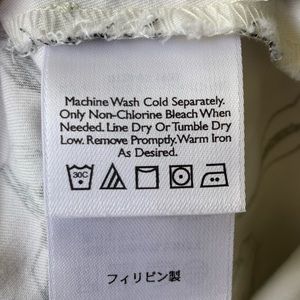 Machine Wash Cold Separately.
Only Non-Chlorine Bleach When
Needed. Line Dry Or Tumble Dry
Low. Remove Promptly. Warm Iron
As Desired.
30C
フィリピン製